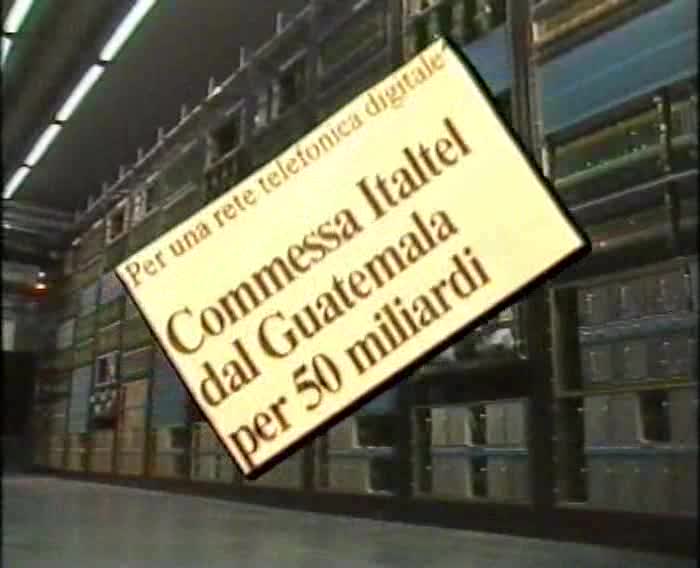 Per una rete telefonica digitale
Commessa Italtel
dal Guatemala
per 50 miliardi